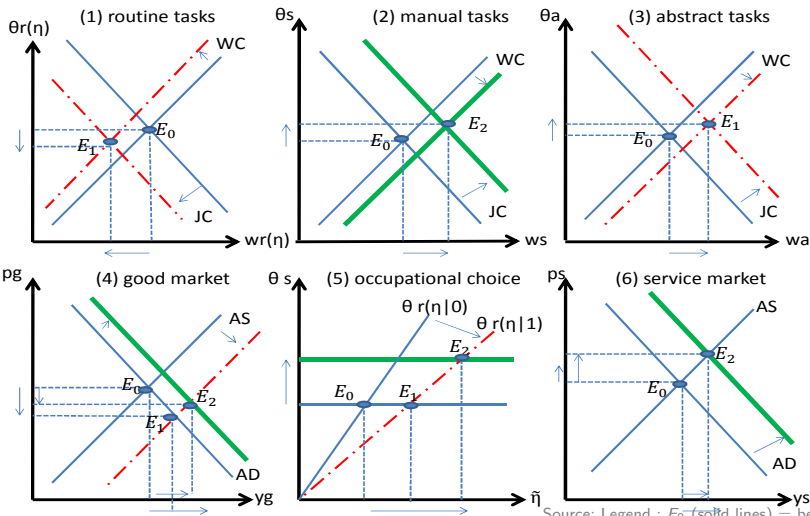 (1) routine tasks
θr(η)
WC
E₀
E₁
JC
wr(η)
(2) manual tasks
θs
WC
E₂
E₀
JC
ws
(3) abstract tasks
θa
WC
E₁
E₀
JC
wa
(4) good market
pg
AS
E₀
E₂
E₁
AD
yg
(5) occupational choice
θ s
θ r(η|0)
θ r(η|1)
E₂
E₀
E₁
η̃
(6) service market
ps
AS
E₂
E₀
AD
ys
Source: Legend : E₀ (solid lines) =